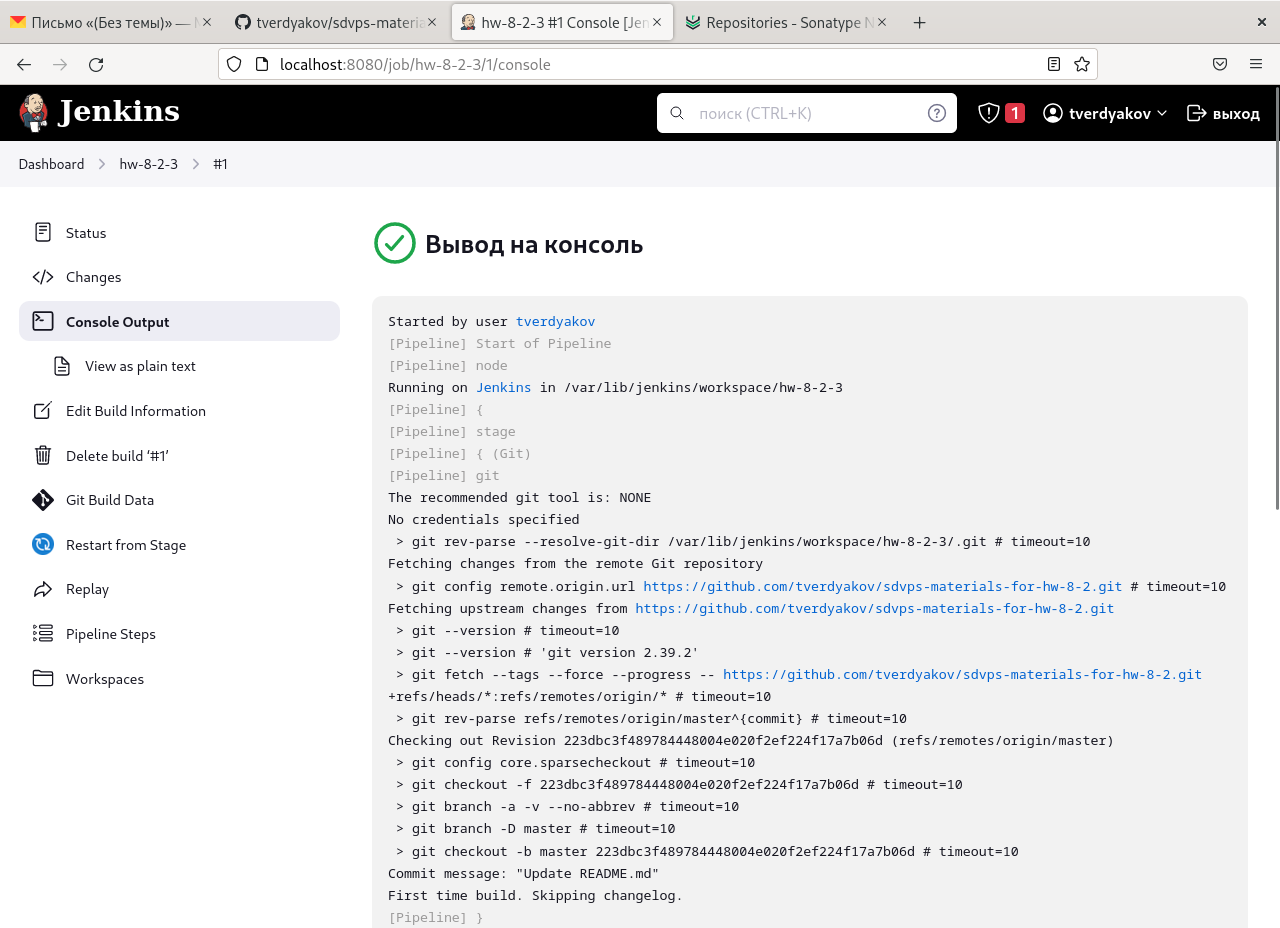 Письмо «(Без темы)» —
tverdyakov/sdvps-materia
hw-8-2-3 #1 Console [Jen
Repositories - Sonatype N
localhost:8080/job/hw-8-2-3/1/console
Jenkins
поиск (CTRL+K)
1
tverdyakov
выход
Dashboard
hw-8-2-3
#1
Status
Changes
Console Output
View as plain text
Edit Build Information
Delete build ‘#1’
Git Build Data
Restart from Stage
Replay
Pipeline Steps
Workspaces
Вывод на консоль
Started by user tverdyakov
[Pipeline] Start of Pipeline
[Pipeline] node
Running on Jenkins in /var/lib/jenkins/workspace/hw-8-2-3
[Pipeline] {
[Pipeline] stage
[Pipeline] { (Git)
[Pipeline] git
The recommended git tool is: NONE
No credentials specified
> git rev-parse --resolve-git-dir /var/lib/jenkins/workspace/hw-8-2-3/.git # timeout=10
Fetching changes from the remote Git repository
> git config remote.origin.url https://github.com/tverdyakov/sdvps-materials-for-hw-8-2.git # timeout=10
Fetching upstream changes from https://github.com/tverdyakov/sdvps-materials-for-hw-8-2.git
> git --version # timeout=10
> git --version # 'git version 2.39.2'
> git fetch --tags --force --progress -- https://github.com/tverdyakov/sdvps-materials-for-hw-8-2.git
+refs/heads/*:refs/remotes/origin/* # timeout=10
> git rev-parse refs/remotes/origin/master^{commit} # timeout=10
Checking out Revision 223dbc3f489784448004e020f2ef224f17a7b06d (refs/remotes/origin/master)
> git config core.sparsecheckout # timeout=10
> git checkout -f 223dbc3f489784448004e020f2ef224f17a7b06d # timeout=10
> git branch -a -v --no-abbrev # timeout=10
> git branch -D master # timeout=10
> git checkout -b master 223dbc3f489784448004e020f2ef224f17a7b06d # timeout=10
Commit message: "Update README.md"
First time build. Skipping changelog.
[Pipeline] }